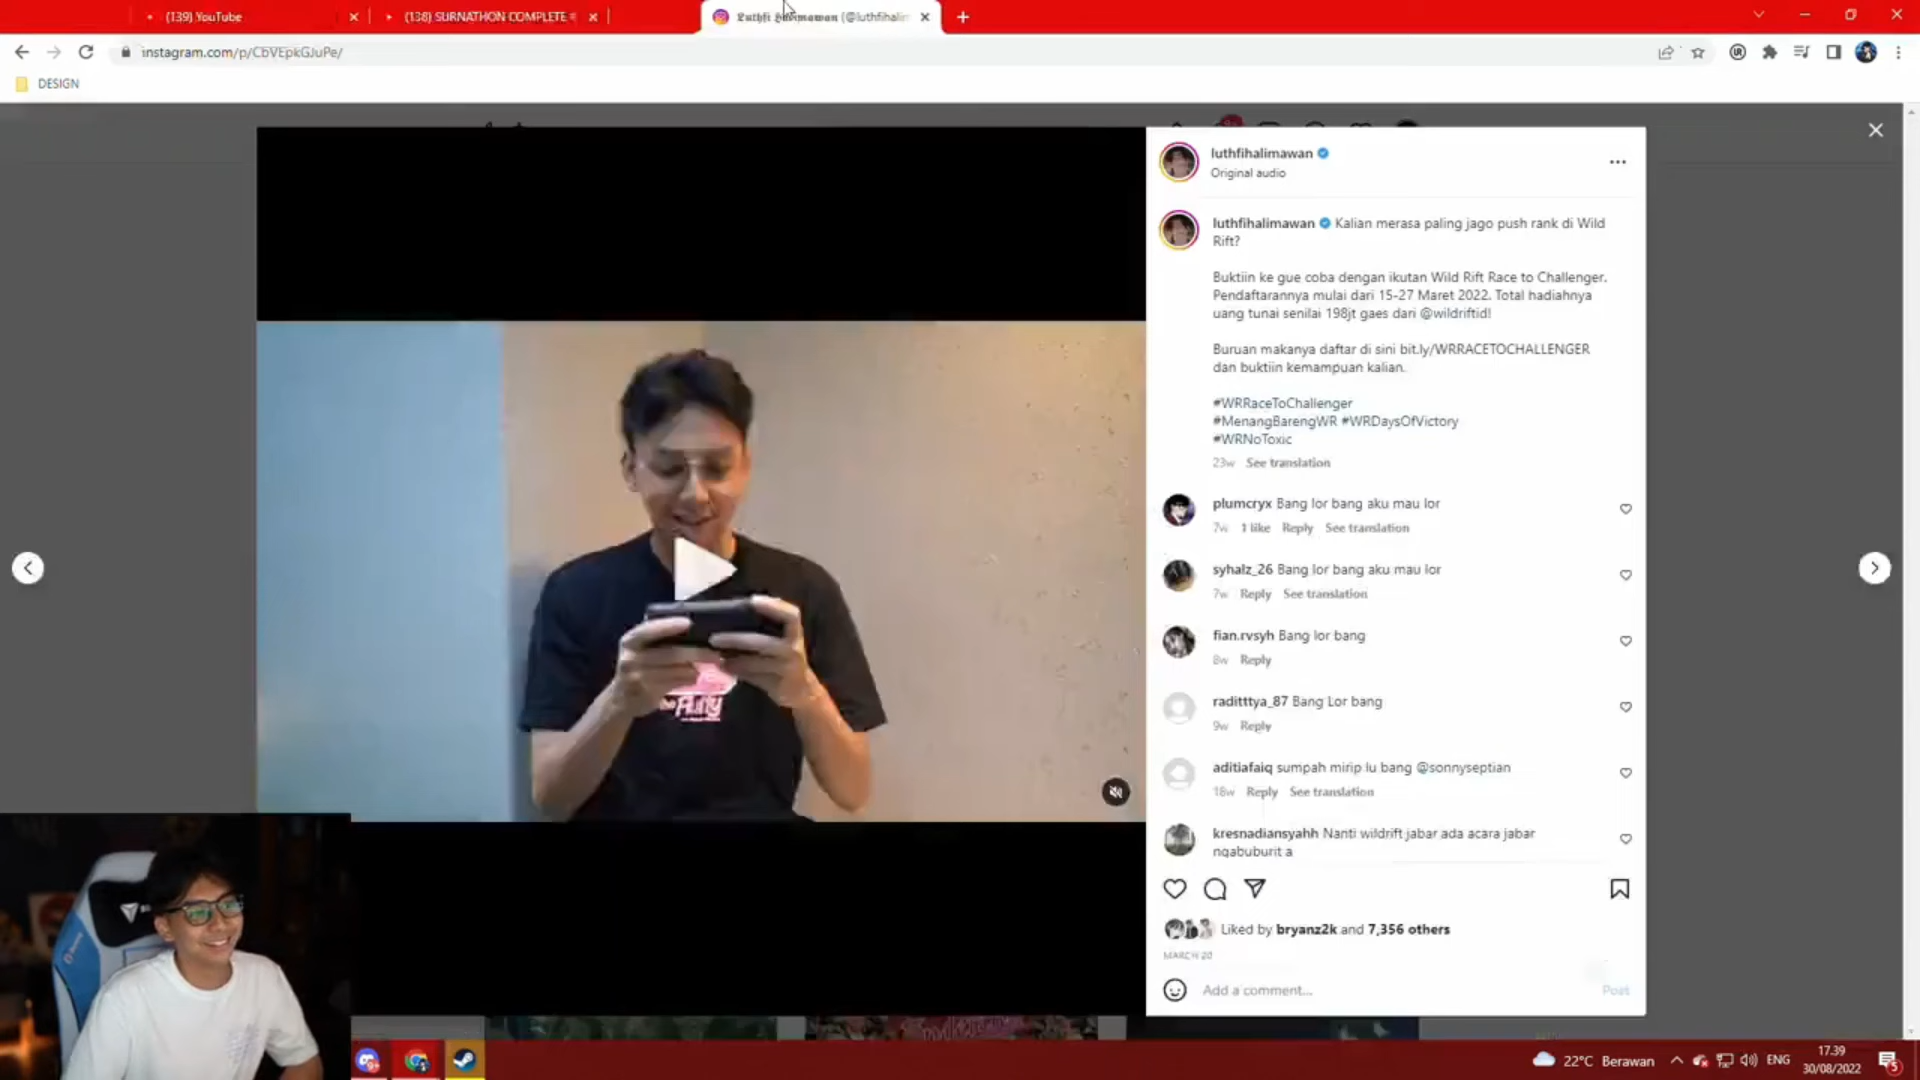 (139) YouTube
(138) SURNATHON COMPLETE
(@luthfihalim
instagram.com/p/CbVEpkGJuPe/
DESIGN
luthfihalimawan
Original audio
luthfihalimawan Kalian merasa paling jago push rank di Wild
Rift?
Buktiin ke gue coba dengan ikutan Wild Rift Race to Challenger.
Pendaftarannya mulai dari 15-27 Maret 2022. Total hadiahnya
uang tunai senilai 198jt gaes dari @wildriftid!
Buruan makanya daftar di sini bit.ly/WRRACETOCHALLENGER
dan buktiin kemampuan kalian.
#WRRaceToChallenger
#MenangBarengWR #WRDaysOfVictory
#WRNoToxic
23w See translation
plumcryx Bang lor bang aku mau lor
7w 1 like Reply See translation
syhalz_26 Bang lor bang aku mau lor
7w Reply See translation
fian.rvsyh Bang lor bang
8w Reply
raditttya_87 Bang Lor bang
9w Reply
aditiafaiq sumpah mirip lu bang @sonnyseptian
18w Reply See translation
kresnadiansyahh Nanti wildrift jabar ada acara jabar
ngabuburit a
Liked by bryanz2k and 7,356 others
MARCH 20
Add a comment...
Post
22°C Berawan
ENG
17.39
30/08/2022
5